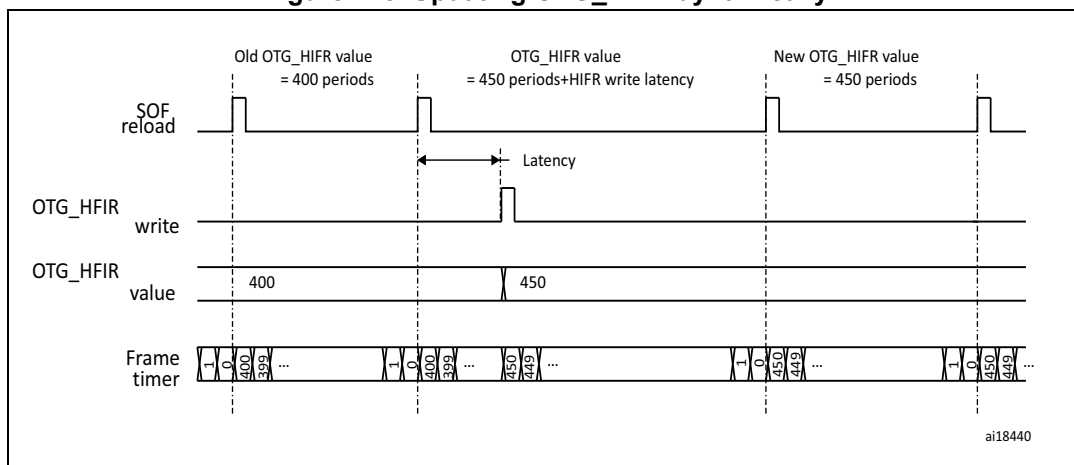 Old OTG_HIFR value
= 400 periods
OTG_HIFR value
= 450 periods+HIFR write latency
New OTG_HIFR value
= 450 periods
SOF
reload
Latency
OTG_HFIR
write
OTG_HFIR
value
400
450
Frame
timer
1 0 400 399 ... 1 0 400 399 ... 450 449 ... 1 0 450 449 ... 1 0 450 449 ...
ai18440